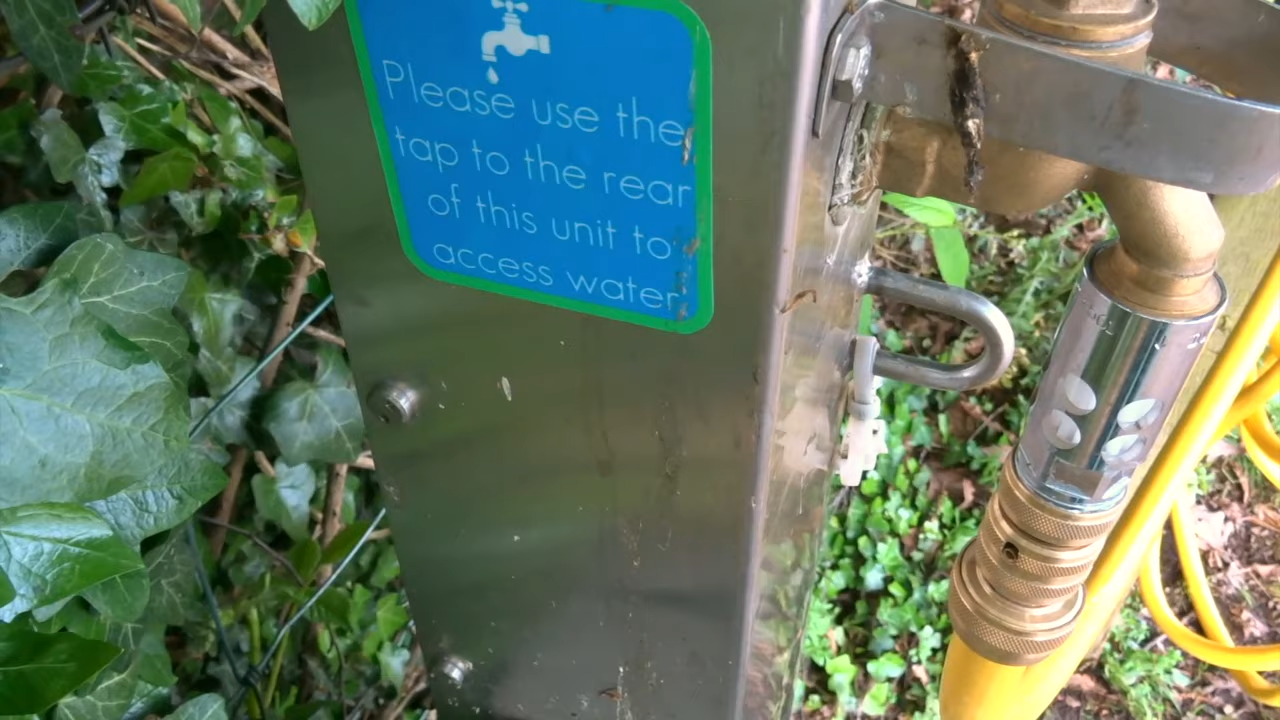 Please use the
tap to the rear
of this unit to
access water